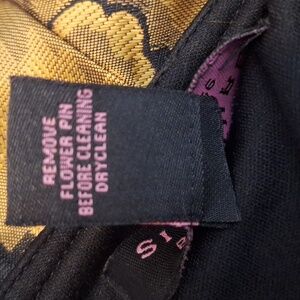 REMOVE
FLOWER PIN
BEFORE CLEANING
DRYCLEAN